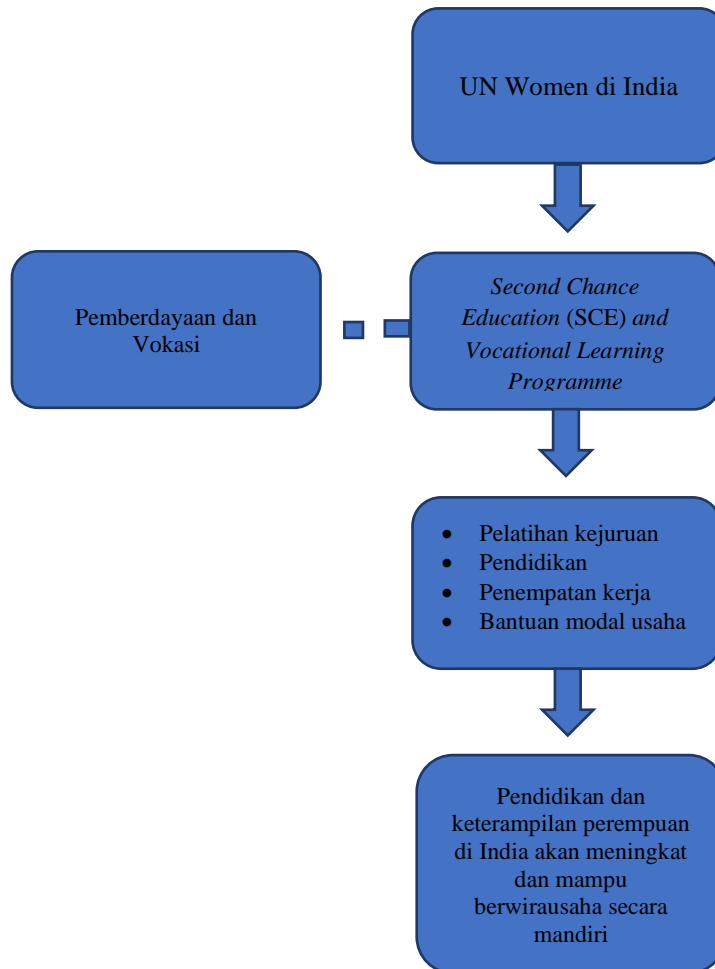 UN Women di India
Pemberdayaan dan
Vokasi
Second Chance
Education (SCE) and
Vocational Learning
Programme
• Pelatihan kejuruan
• Pendidikan
• Penempatan kerja
• Bantuan modal usaha
Pendidikan dan
keterampilan perempuan
di India akan meningkat
dan mampu
berwirausaha secara
mandiri